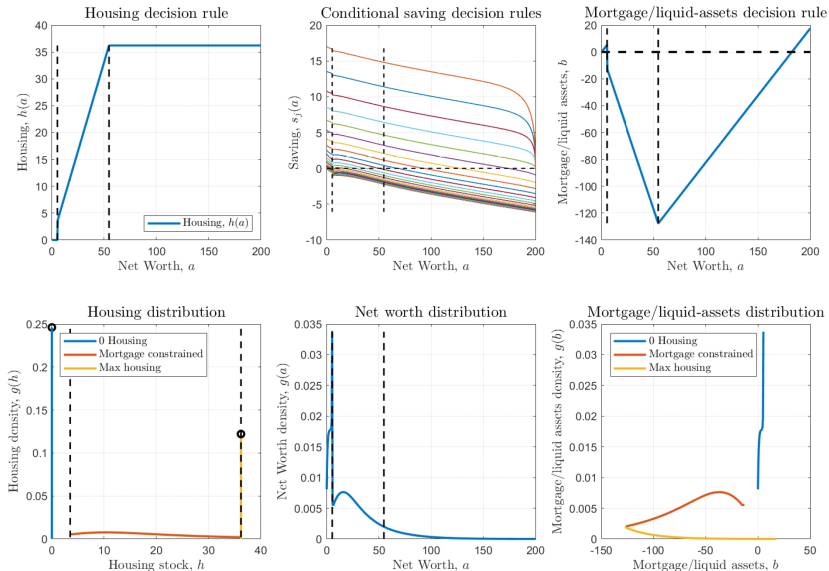 Housing decision rule
Housing, h(a)
40
35
30
25
20
15
10
5
0
0 50 100 150 200
Net Worth, a
Housing, h(a)
Conditional saving decision rules
Saving, s_j(a)
20
15
10
5
0
-5
-10
0 50 100 150 200
Net Worth, a
Mortgage/liquid-assets decision rule
Mortgage/liquid assets, b
20
0
-20
-40
-60
-80
-100
-120
-140
0 50 100 150 200
Net Worth, a
Housing distribution
Housing density, g(h)
0.25
0.2
0.15
0.1
0.05
0
0 10 20 30 40
Housing stock, h
0 Housing
Mortgage constrained
Max housing
Net worth distribution
Net Worth density, g(a)
0.035
0.03
0.025
0.02
0.015
0.01
0.005
0
0 50 100 150 200
Net Worth, a
Mortgage/liquid-assets distribution
Mortgage/liquid assets density, g(b)
0.035
0.03
0.025
0.02
0.015
0.01
0.005
0
-150 -100 -50 0 50
Mortgage/liquid assets, b
0 Housing
Mortgage constrained
Max housing